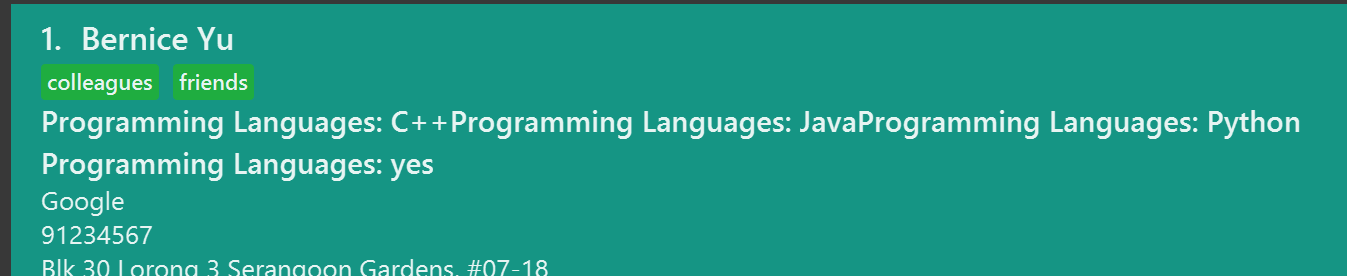 1. Bernice Yu
colleagues friends
Programming Languages: C++Programming Languages: JavaProgramming Languages: Python
Programming Languages: yes
Google
91234567
Blk 30 Lorong 3 Serangoon Gardens, #07-18